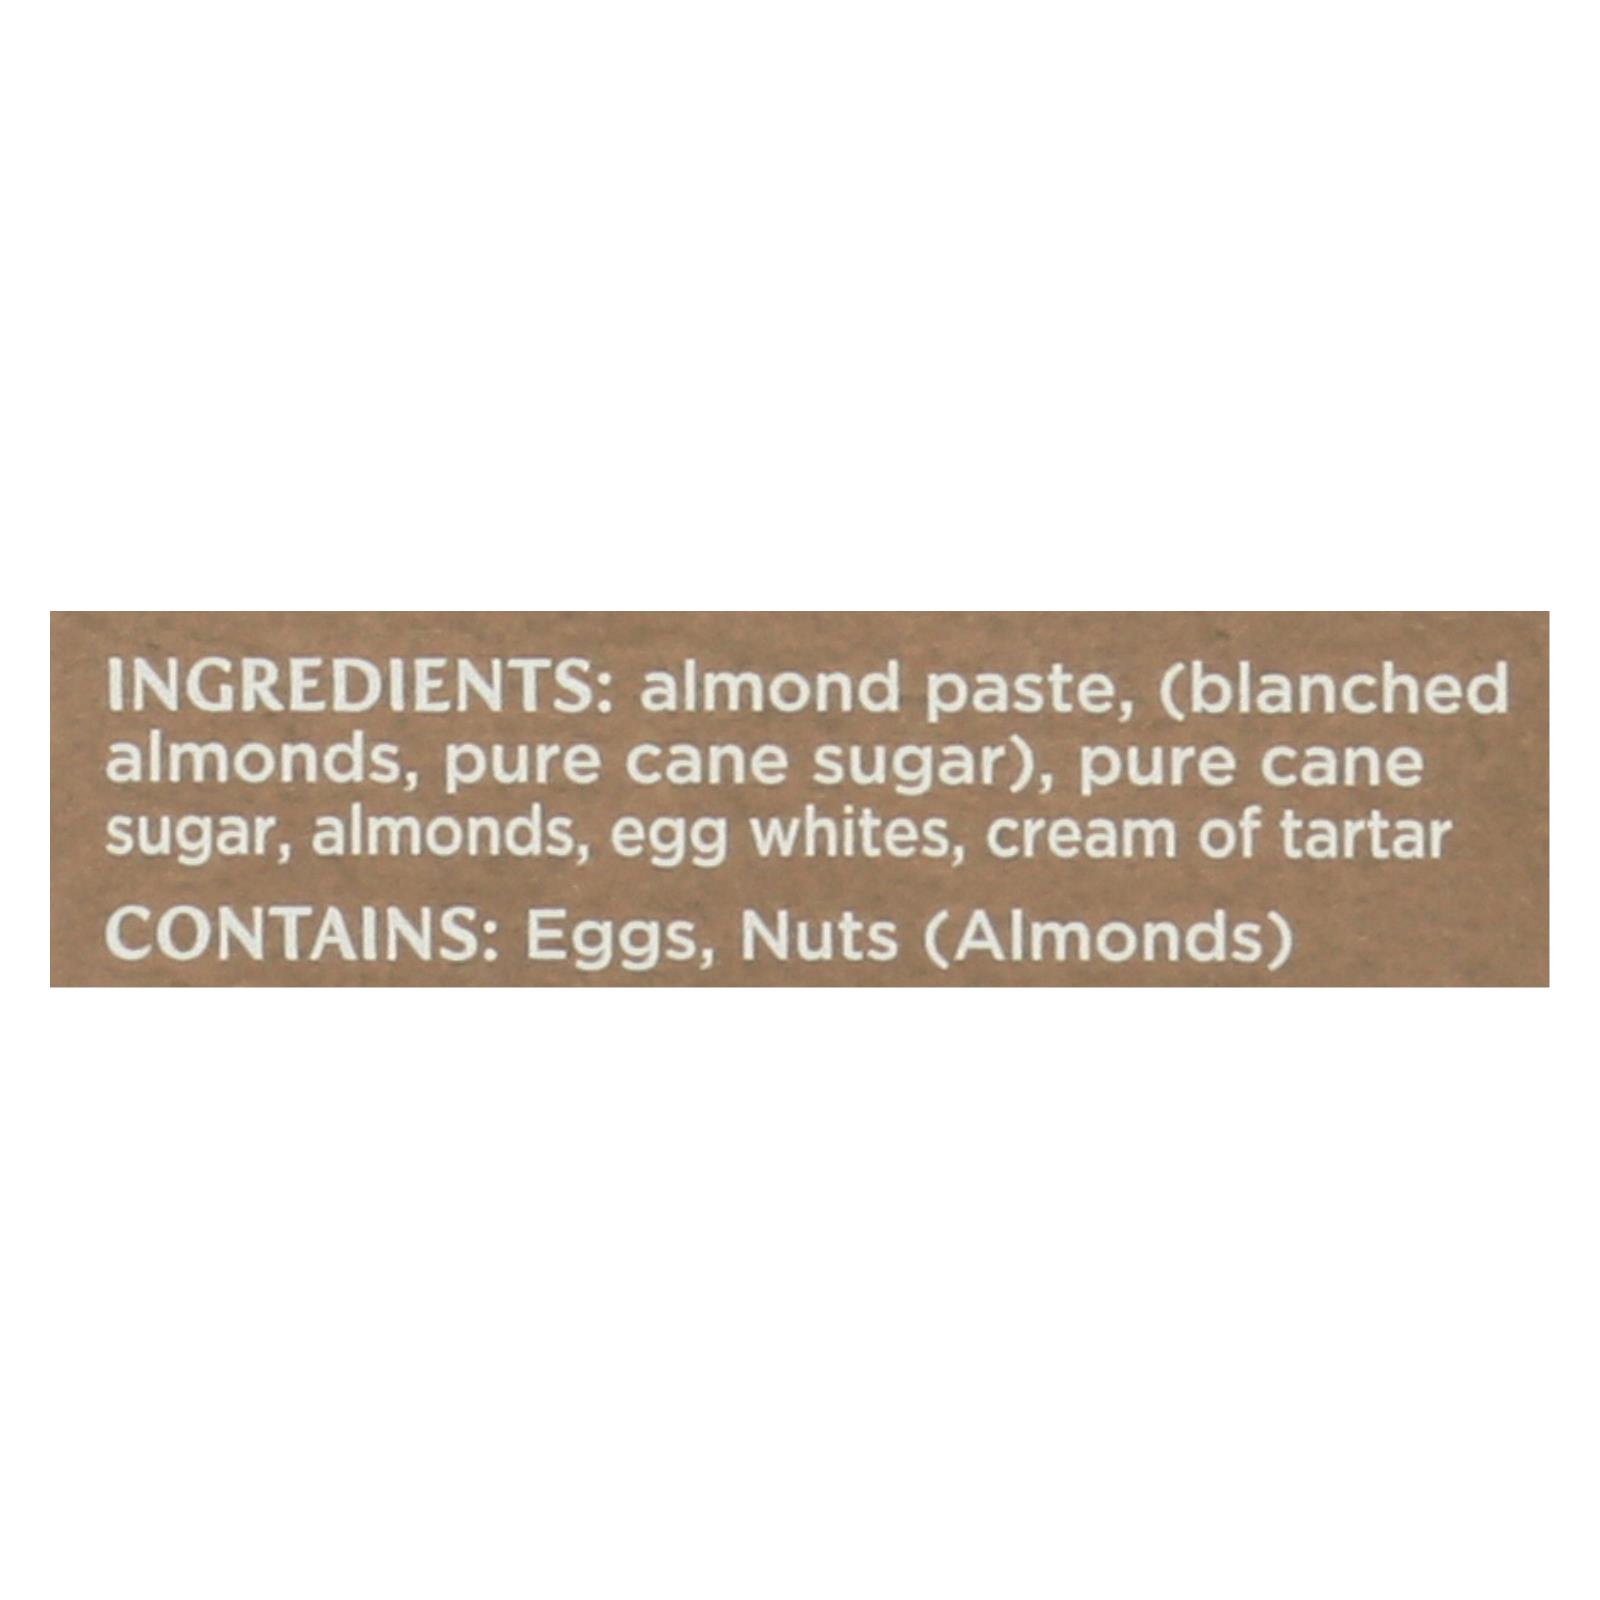 INGREDIENTS: almond paste, (blanched
almonds, pure cane sugar), pure cane
sugar, almonds, egg whites, cream of tartar
CONTAINS: Eggs, Nuts (Almonds)